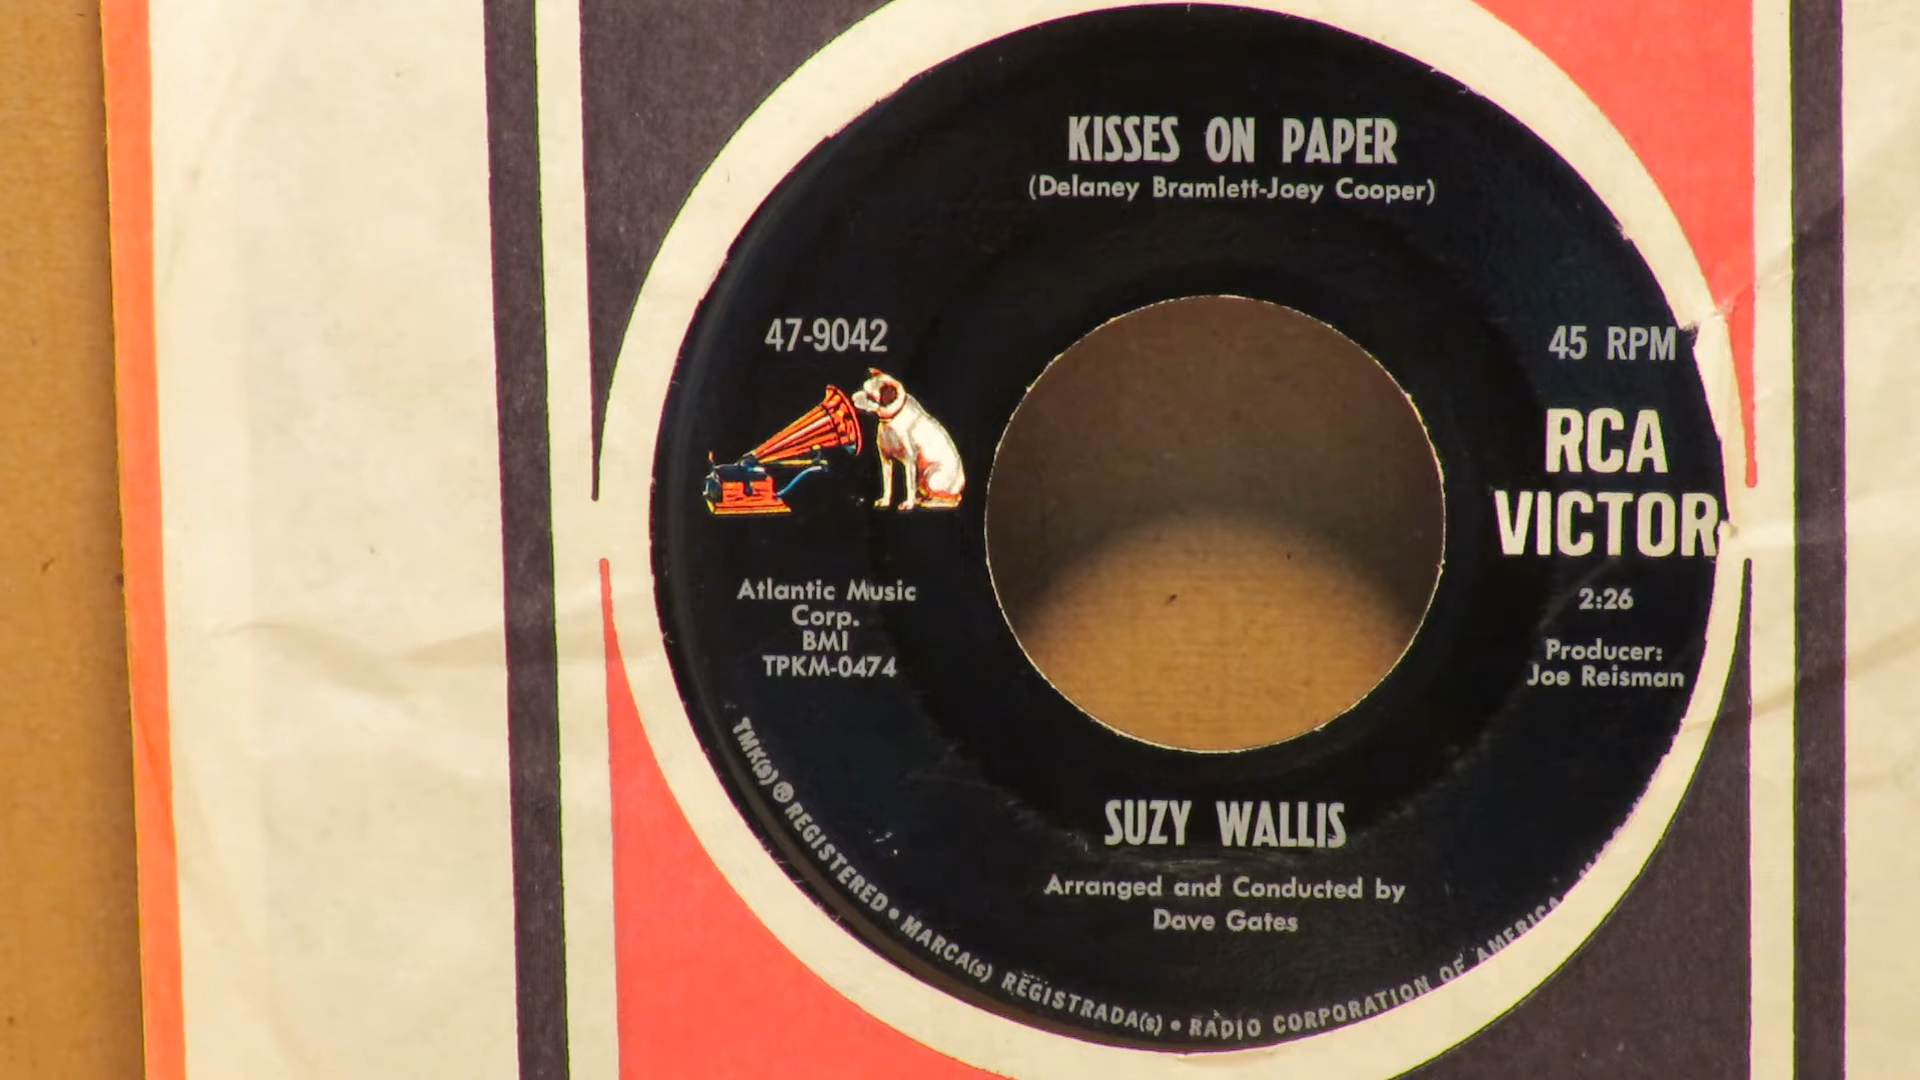 KISSES ON PAPER
(Delaney Bramlett-Joey Cooper)
47-9042
45 RPM
RCA
VICTOR
Atlantic Music
Corp.
BMI
TPKM-0474
2:26
Producer:
Joe Reisman
SUZY WALLIS
Arranged and Conducted by
Dave Gates
TMK(s) ® REGISTERED • MARCA(s) REGISTRADA(s) • RADIO CORPORATION OF AMERICA